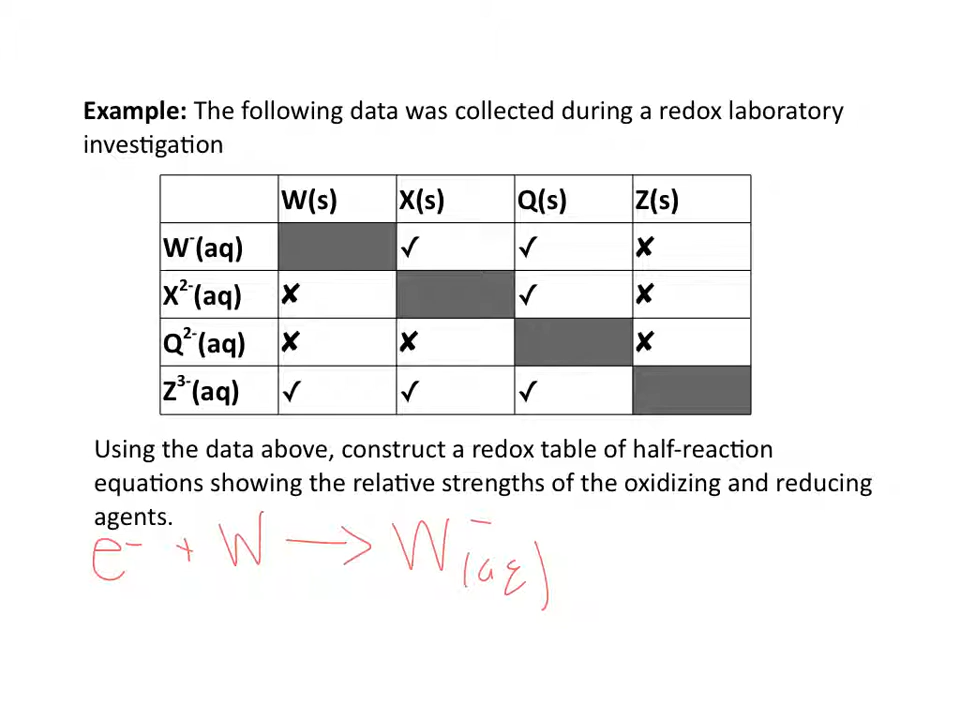 Example: The following data was collected during a redox laboratory
investigation
W(s) X(s) Q(s) Z(s)
W⁻(aq) ✓ ✓ ✘
X²⁻(aq) ✘ ✓ ✘
Q²⁻(aq) ✘ ✘ ✘
Z³⁻(aq) ✓ ✓ ✓
Using the data above, construct a redox table of half-reaction
equations showing the relative strengths of the oxidizing and reducing
agents.
e⁻ + W ⟶ W⁻(aq)